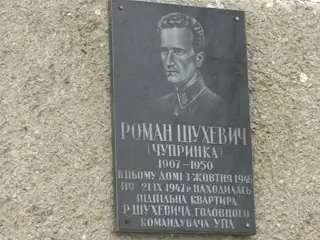 РОМАН ШУХЕВИЧ
(ЧУПРИНКА)
1907-1950
В ЦЬОМУ ДОМІ З ЖОВТНЯ 1946
ПО 21 ІХ 1947 Р НАХОДИЛАСЬ
ПІДПІЛЬНА КВАРТИРА
Р ШУХЕВИЧА ГОЛОВНОГО
КОМАНДУВАЧА УПА